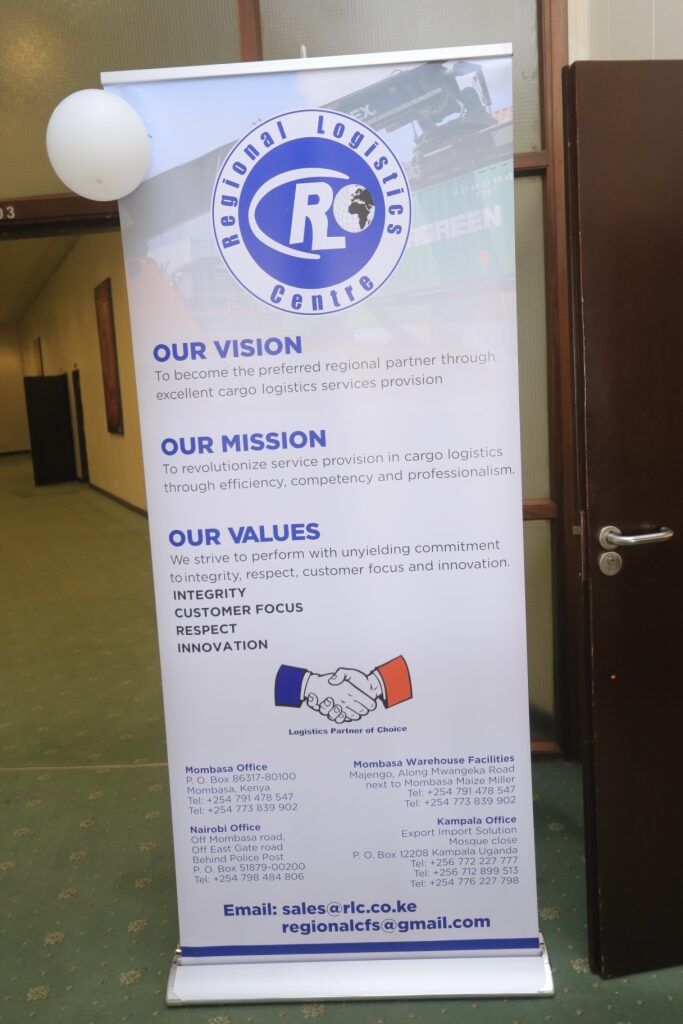 03
Regional Logistics
RLC
Centre
EX
GREEN
OUR VISION
To become the preferred regional partner through
excellent cargo logistics services provision
OUR MISSION
To revolutionize service provision in cargo logistics
through efficiency, competency and professionalism.
OUR VALUES
We strive to perform with unyielding commitment
to integrity, respect, customer focus and innovation.
INTEGRITY
CUSTOMER FOCUS
RESPECT
INNOVATION
Logistics Partner of Choice
Mombasa Office
P. O. Box 86317-80100
Mombasa, Kenya
Tel: +254 791 478 547
Tel: +254 773 839 902
Nairobi Office
Off Mombasa road,
Off East Gate road
Behind Police Post
P. O. Box 51879-00200
Tel: +254 798 484 806
Mombasa Warehouse Facilities
Majengo, Along Mwangeka Road
next to Mombasa Maize Miller
Tel: +254 791 478 547
Tel: +254 773 839 902
Kampala Office
Export Import Solution
Mosque close
P. O. Box 12208 Kampala Uganda
Tel: +256 772 227 777
Tel: +256 712 899 513
Tel: +254 776 227 798
Email: sales@rlc.co.ke
regionalcfs@gmail.com